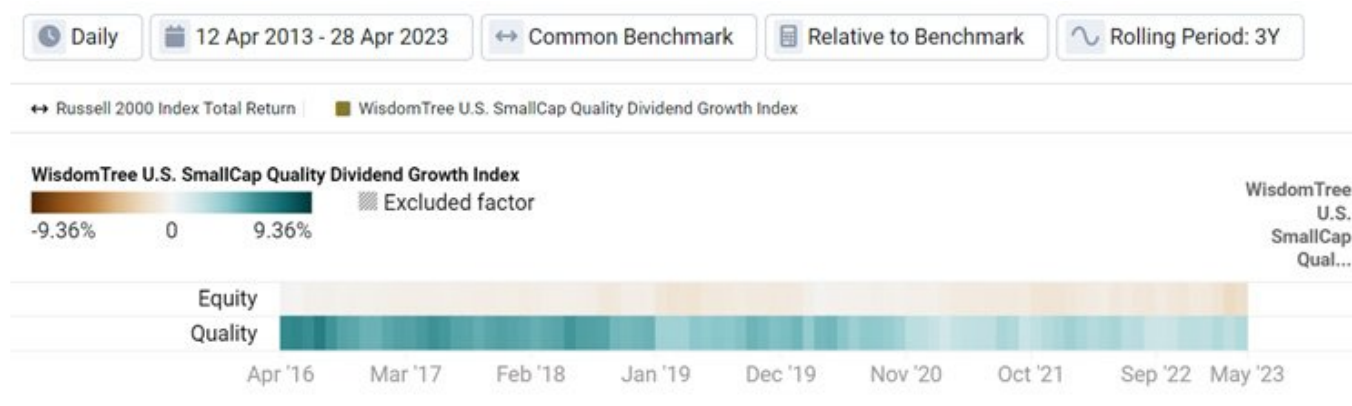 Daily 12 Apr 2013 - 28 Apr 2023 Common Benchmark Relative to Benchmark Rolling Period: 3Y
Russell 2000 Index Total Return WisdomTree U.S. SmallCap Quality Dividend Growth Index
WisdomTree U.S. SmallCap Quality Dividend Growth Index
Excluded factor
-9.36% 0 9.36%
WisdomTree
U.S.
SmallCap
Qual...
Equity
Quality
Apr '16 Mar '17 Feb '18 Jan '19 Dec '19 Nov '20 Oct '21 Sep '22 May '23